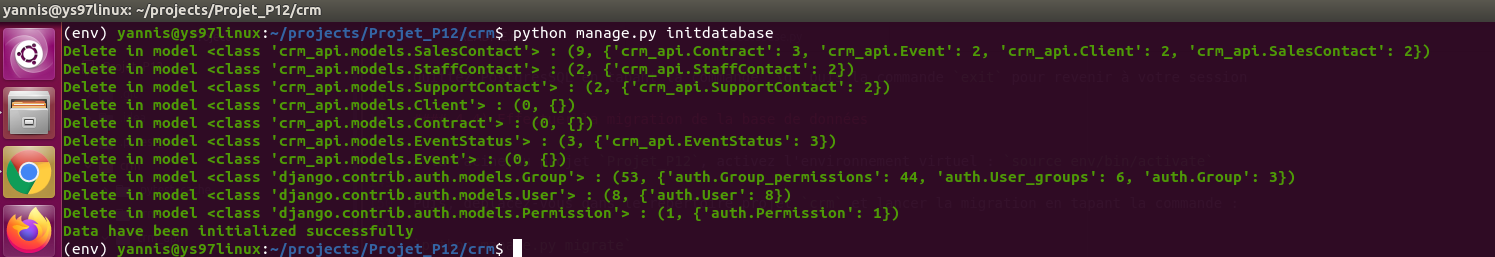 yannis@ys97linux: ~/projects/Projet_P12/crm
(env) yannis@ys97linux:~/projects/Projet_P12/crm$ python manage.py initdatabase
Delete in model <class 'crm_api.models.SalesContact'> : (9, {'crm_api.Contract': 3, 'crm_api.Event': 2, 'crm_api.Client': 2, 'crm_api.SalesContact': 2})
Delete in model <class 'crm_api.models.StaffContact'> : (2, {'crm_api.StaffContact': 2})
Delete in model <class 'crm_api.models.SupportContact'> : (2, {'crm_api.SupportContact': 2})
Delete in model <class 'crm_api.models.Client'> : (0, {})
Delete in model <class 'crm_api.models.Contract'> : (0, {})
Delete in model <class 'crm_api.models.EventStatus'> : (3, {'crm_api.EventStatus': 3})
Delete in model <class 'crm_api.models.Event'> : (0, {})
Delete in model <class 'django.contrib.auth.models.Group'> : (53, {'auth.Group_permissions': 44, 'auth.User_groups': 6, 'auth.Group': 3})
Delete in model <class 'django.contrib.auth.models.User'> : (8, {'auth.User': 8})
Delete in model <class 'django.contrib.auth.models.Permission'> : (1, {'auth.Permission': 1})
Data have been initialized successfully
(env) yannis@ys97linux:~/projects/Projet_P12/crm$